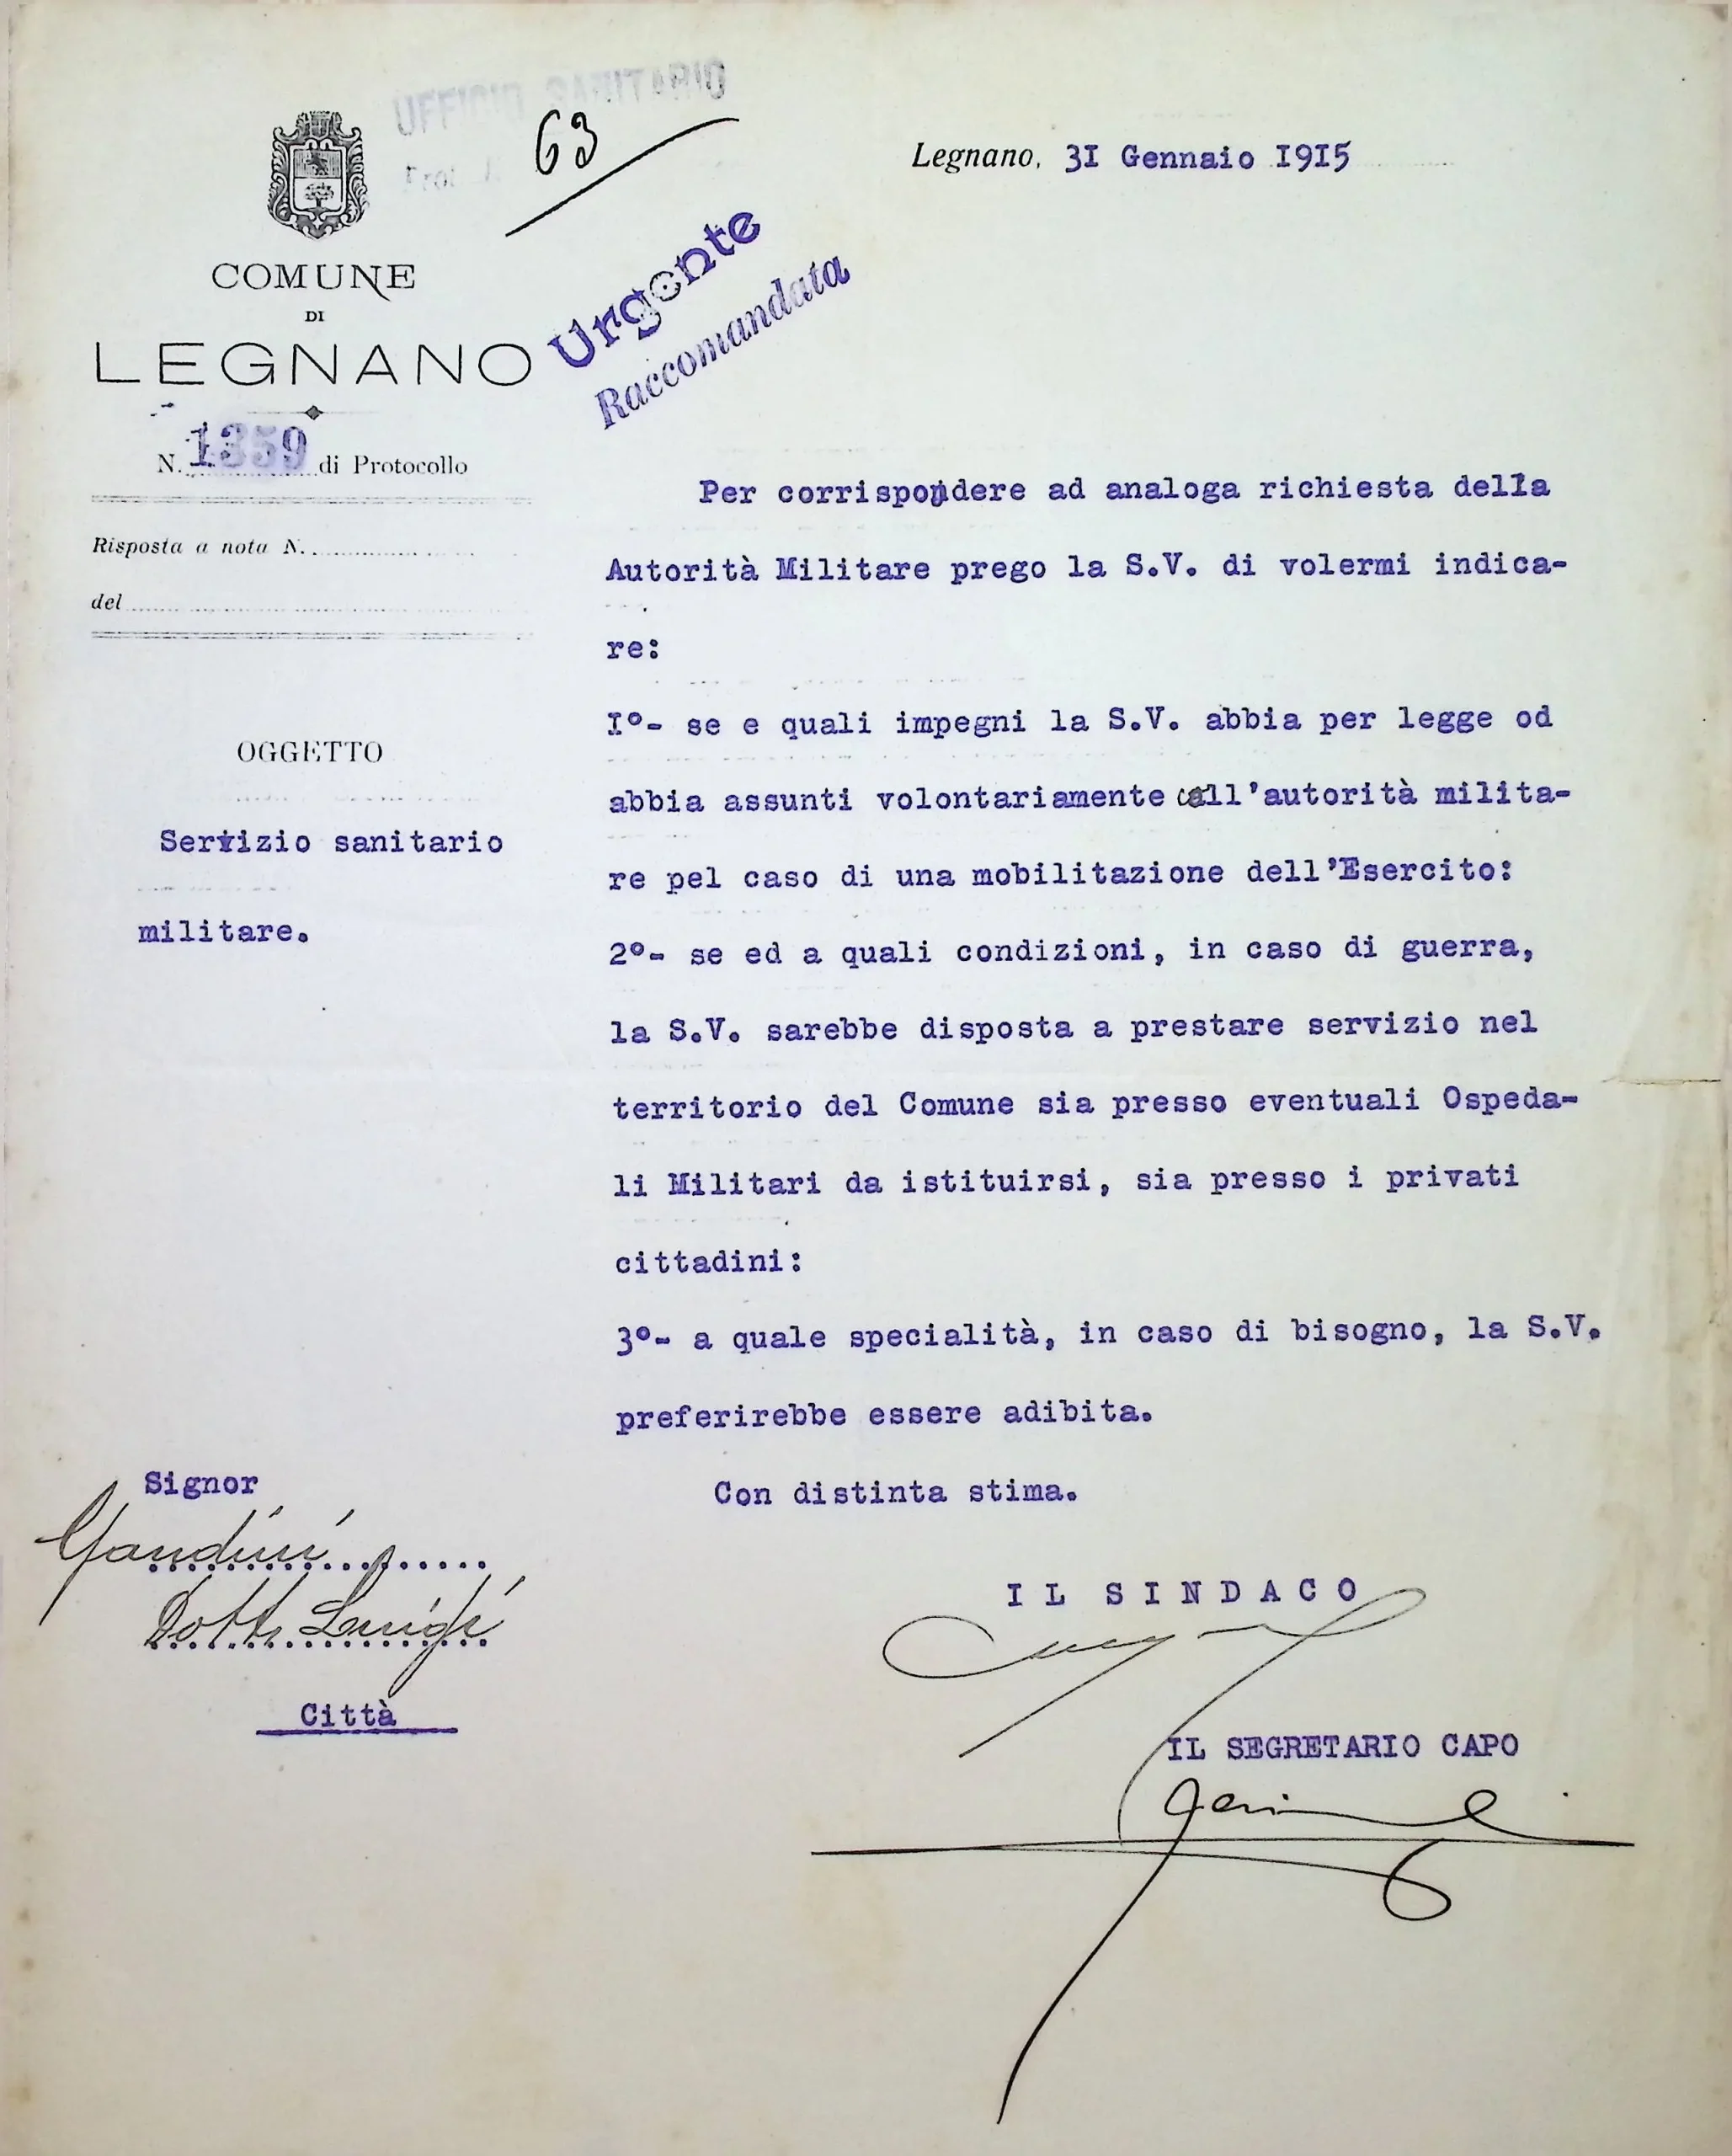 UFFICIO SANITARIO
Prot. 63
Legnano, 31 Gennaio 1915
COMUNE
DI
LEGNANO
Urgente
Raccomandata
N. 1359 di Protocollo
Risposta a nota N.
del
OGGETTO
Servizio sanitario
militare.
Per corrispondere ad analoga richiesta della
Autorità Militare prego la S.V. di volermi indica-
re:
I°- se e quali impegni la S.V. abbia per legge od
abbia assunti volontariamente call'autorità milita-
re pel caso di una mobilitazione dell'Esercito:
2°- se ed a quali condizioni, in caso di guerra,
la S.V. sarebbe disposta a prestare servizio nel
territorio del Comune sia presso eventuali Ospeda-
li Militari da istituirsi, sia presso i privati
cittadini:
3°- a quale specialità, in caso di bisogno, la S.V.
preferirebbe essere adibita.
Con distinta stima.
Signor
Gandini
Dott. Luigi
Città
IL SINDACO
IL SEGRETARIO CAPO